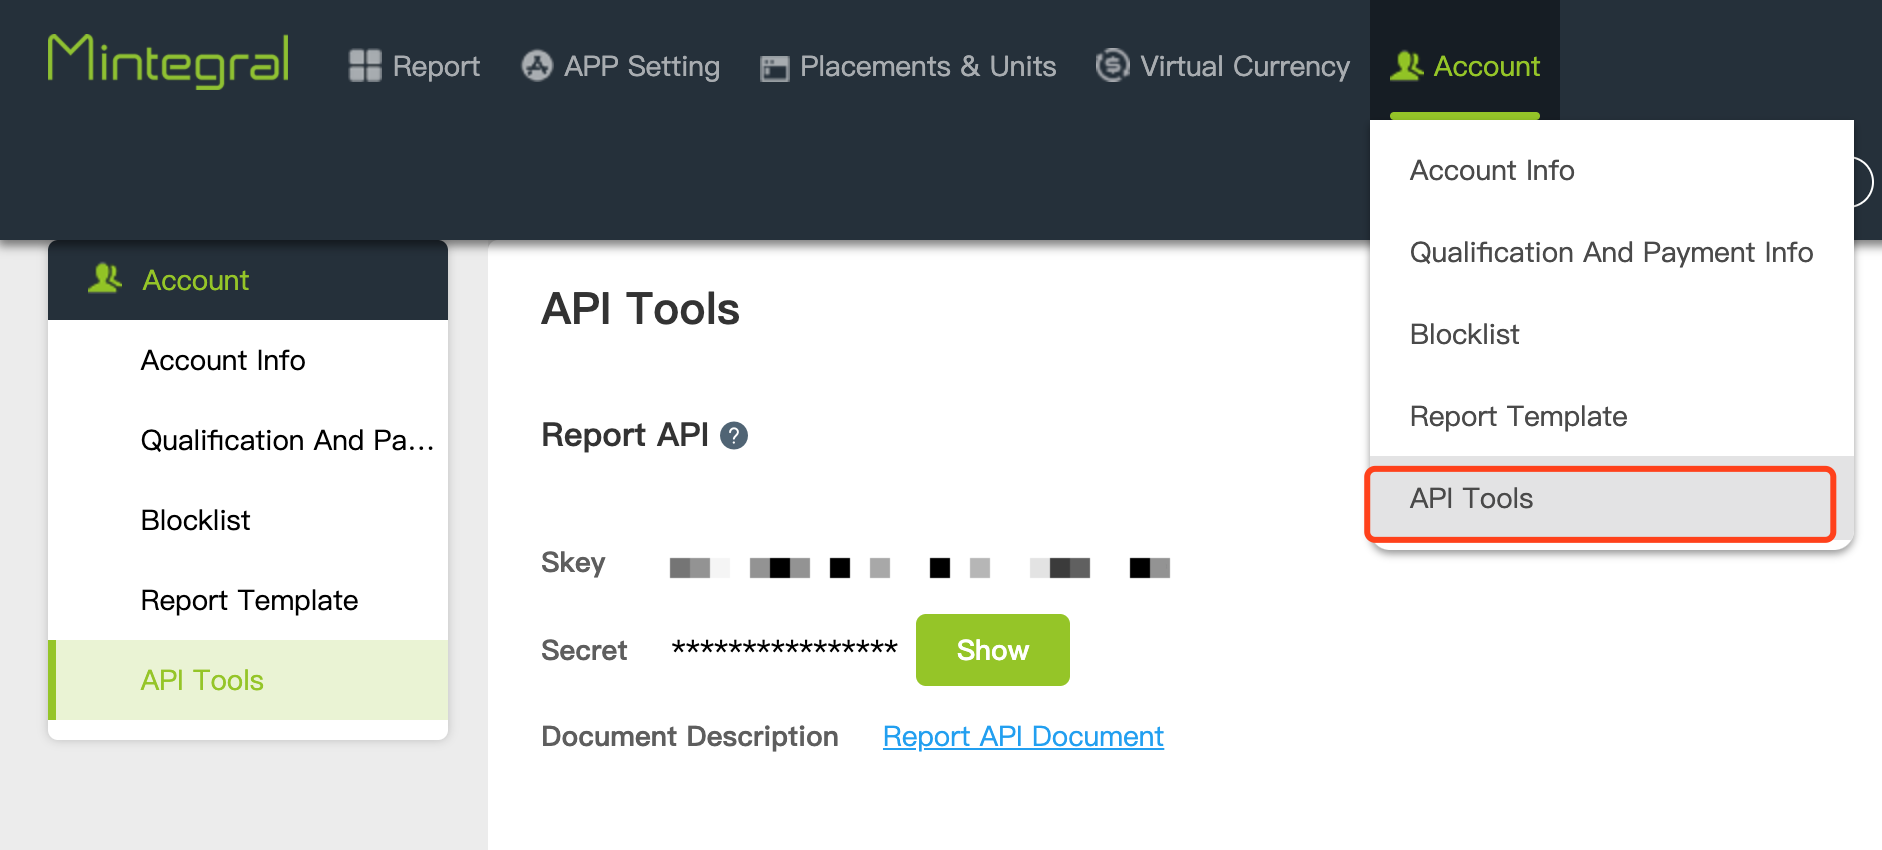 Mintegral
Report
APP Setting
Placements & Units
Virtual Currency
Account
Account Info
Qualification And Payment Info
Blocklist
Report Template
API Tools
Account
Account Info
Qualification And Pa...
Blocklist
Report Template
API Tools
API Tools
Report API ?
Skey
Secret **************** Show
Document Description Report API Document